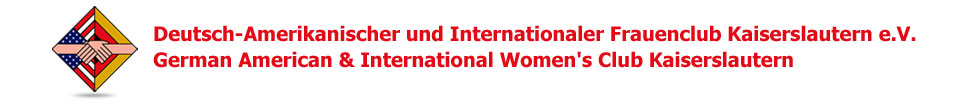 Deutsch-Amerikanischer und Internationaler Frauenclub Kaiserslautern e.V.
German American & International Women's Club Kaiserslautern